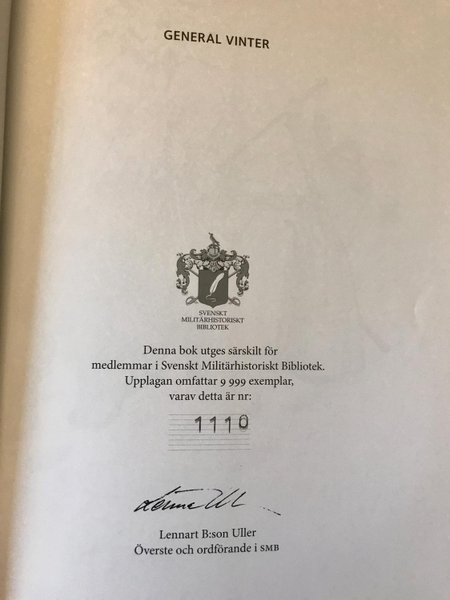 GENERAL VINTER
SVENSKT
MILITÄRHISTORISKT
BIBLIOTEK
Denna bok utges särskilt för
medlemmar i Svenskt Militärhistoriskt Bibliotek.
Upplagan omfattar 9 999 exemplar,
varav detta är nr:
1110
Lennart B:son Uller
Överste och ordförande i SMB